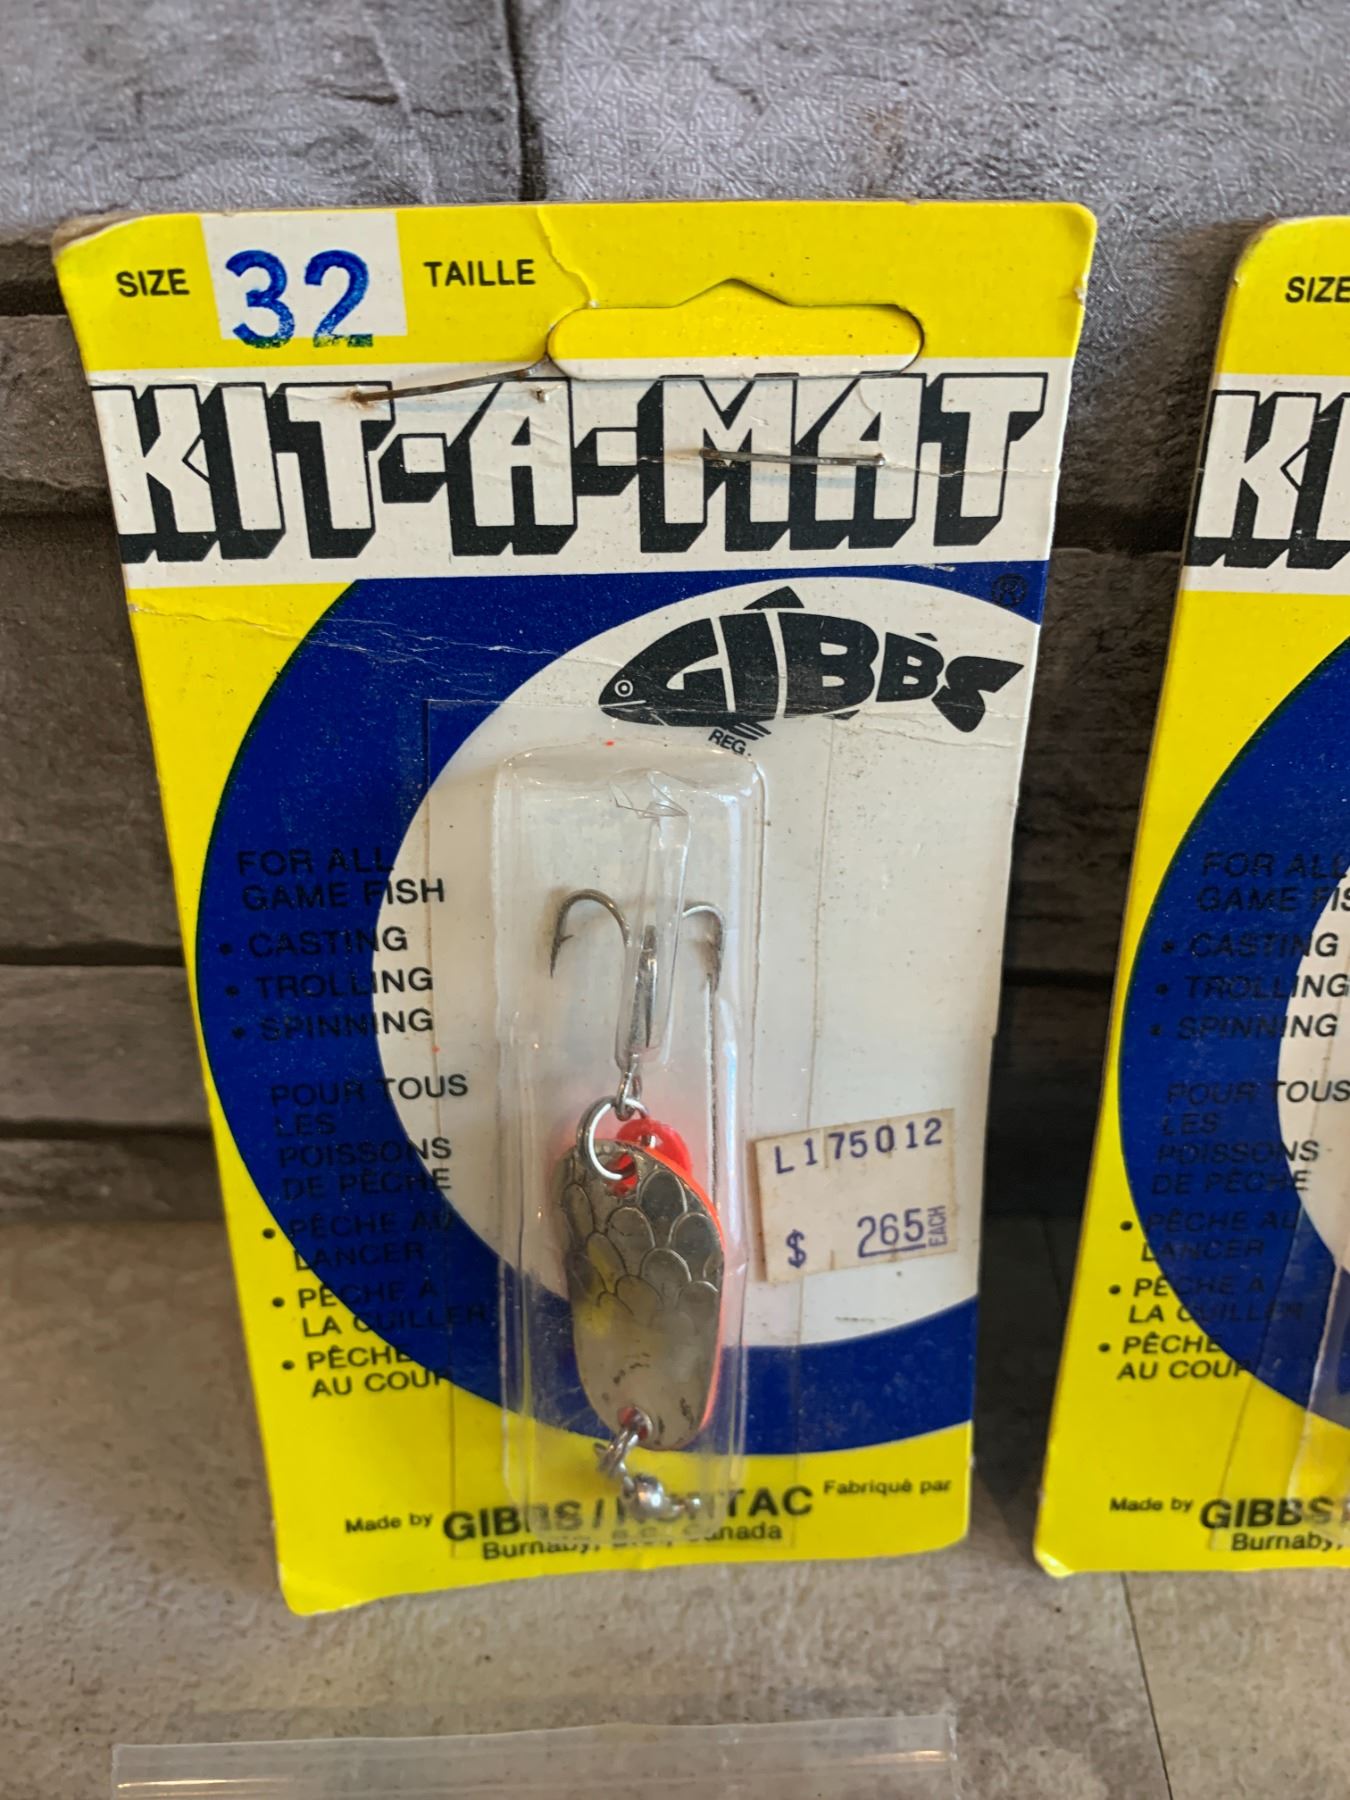 SIZE 32 TAILLE
KIT-A-MAT
®
GIBBS
REG.
FOR ALL
GAME FISH
• CASTING
• TROLLING
• SPINNING
POUR TOUS
LES
POISSONS
DE PÊCHE
• PÊCHE AU
LANCER
• PÊCHE À
LA CUILLER
• PÊCHE
AU COUP
L175012
$ 265 EACH
Made by GIBBS/NORTAC Fabriqué par
Burnaby, B.C., Canada
SIZE
FOR ALL
GAME
• CASTING
• TROLLING
• SPINNING
POUR TOUS
LES
POISSONS
DE PÊCHE
• PÊCHE AU
LANCER
• PÊCHE À
LA CUILLER
• PÊCHE
AU COUP
Made by GIBBS
Burnaby,